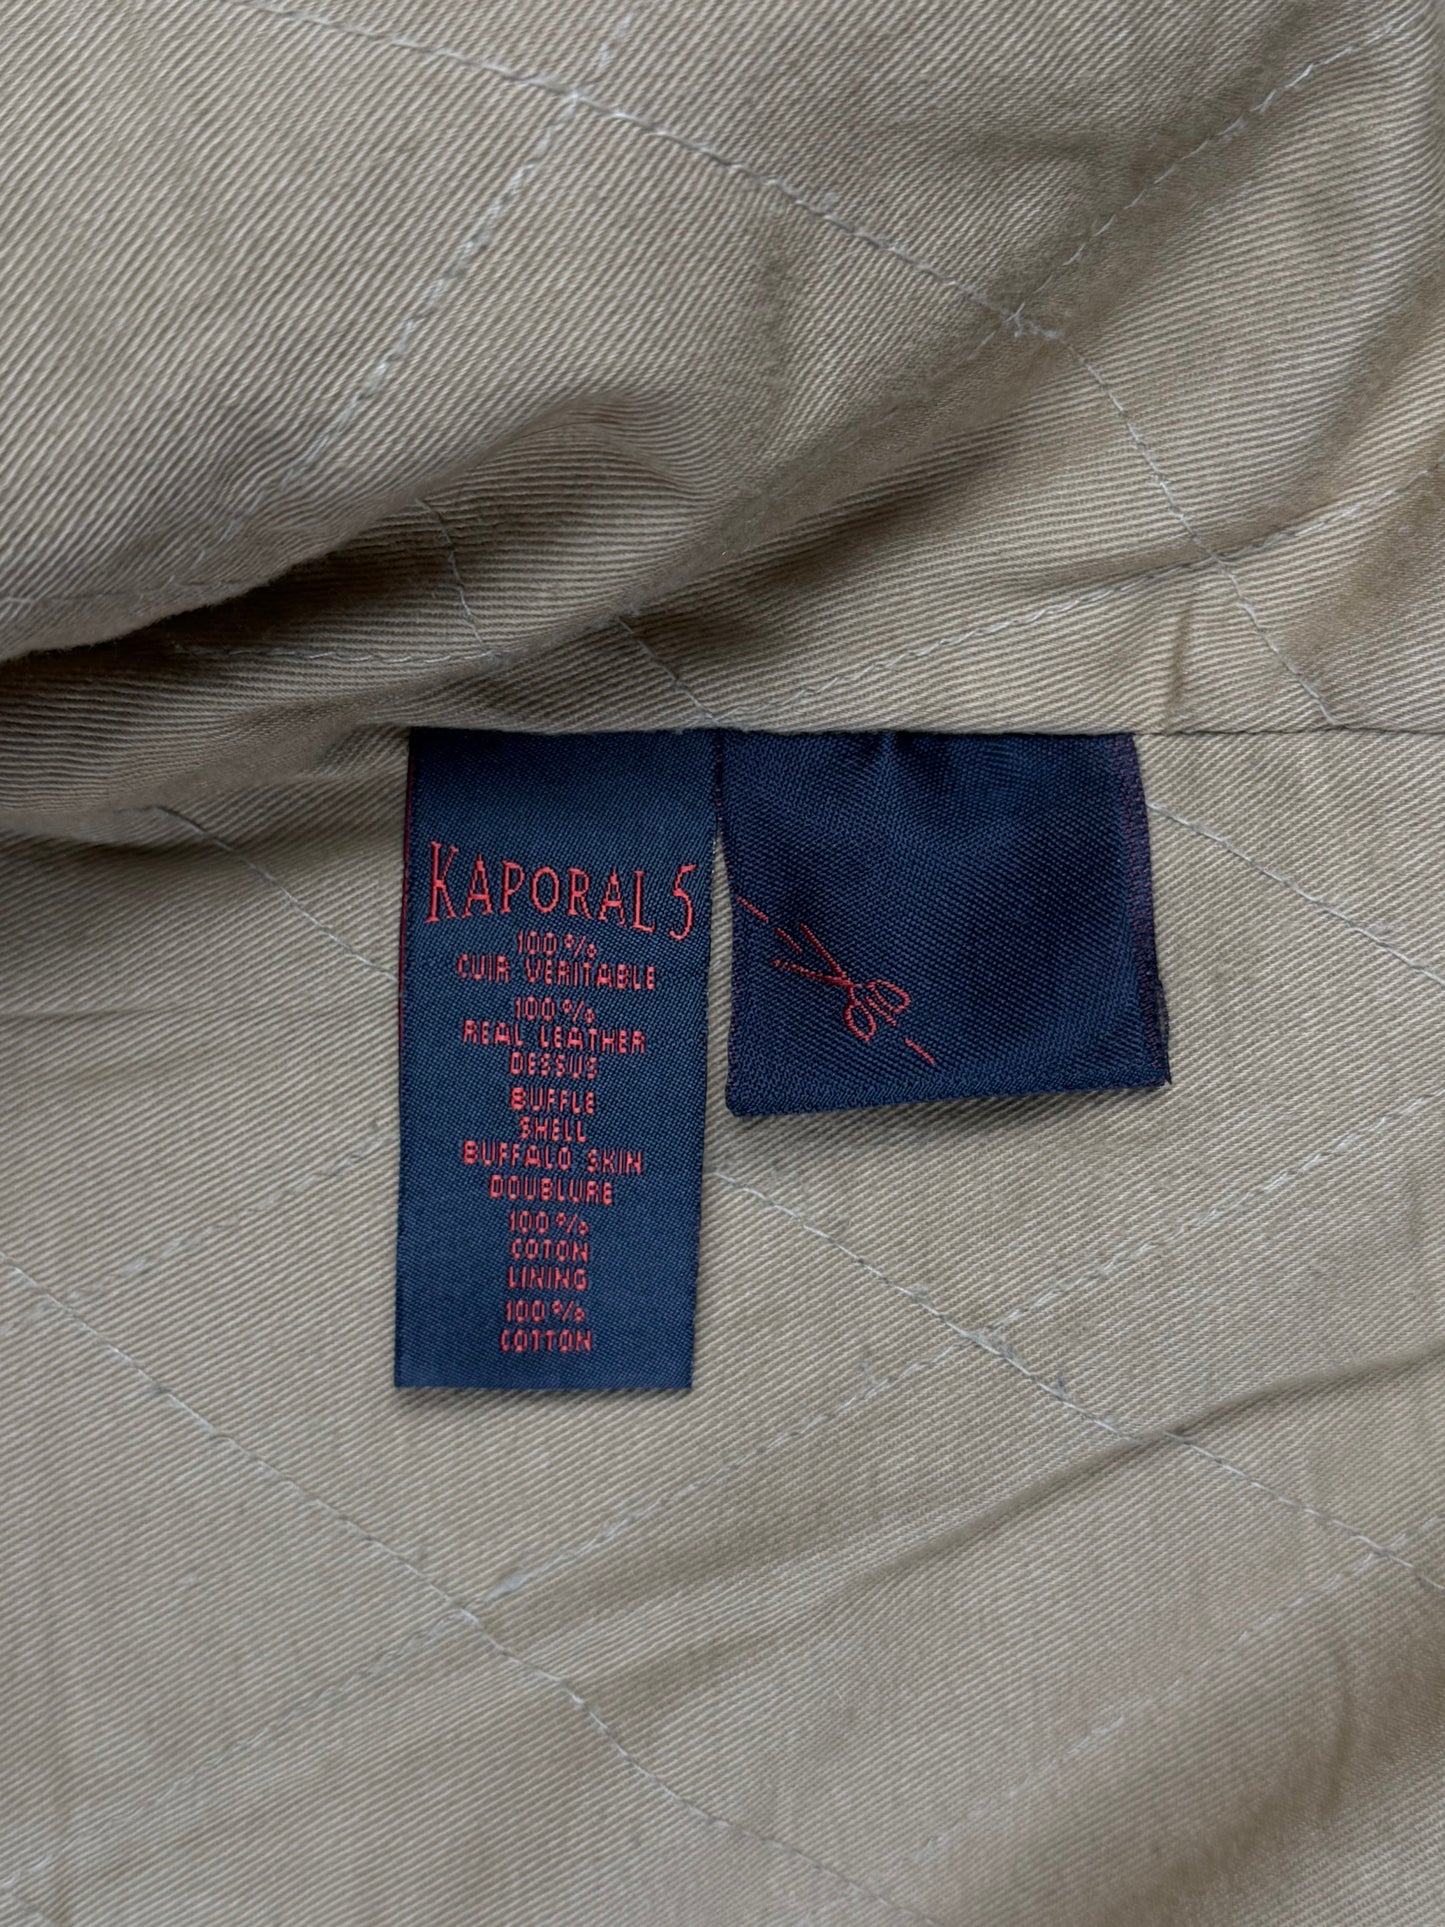 KAPORAL 5
100%
CUIR VERITABLE
100%
REAL LEATHER
DESSUS
BUFFLE
SHELL
BUFFALO SKIN
DOUBLURE
100%
COTON
LINING
100%
COTTON